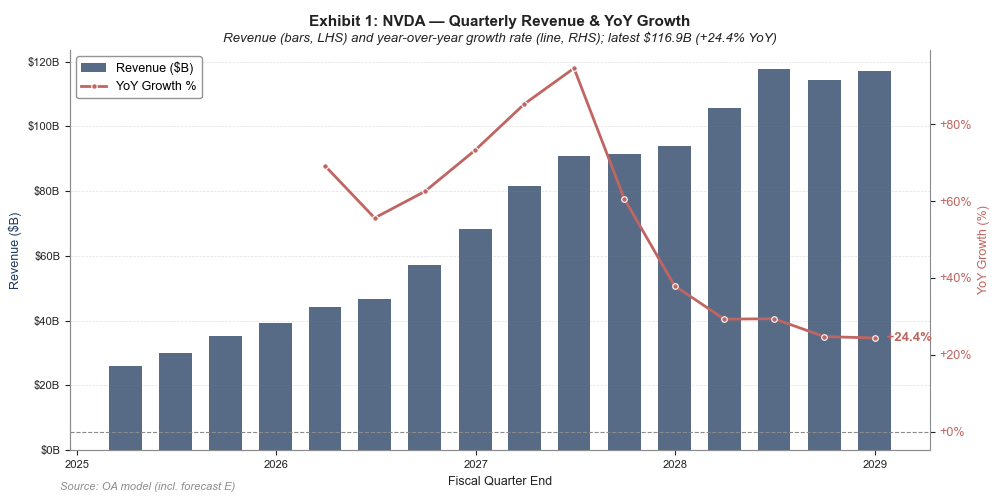 Exhibit 1: NVDA — Quarterly Revenue & YoY Growth
Revenue (bars, LHS) and year-over-year growth rate (line, RHS); latest $116.9B (+24.4% YoY)
Revenue ($B)
YoY Growth %
$120B
$100B
$80B
$60B
$40B
$20B
$0B
Revenue ($B)
+80%
+60%
+40%
+20%
+0%
YoY Growth (%)
+24.4%
2025
2026
2027
2028
2029
Fiscal Quarter End
Source: OA model (incl. forecast E)